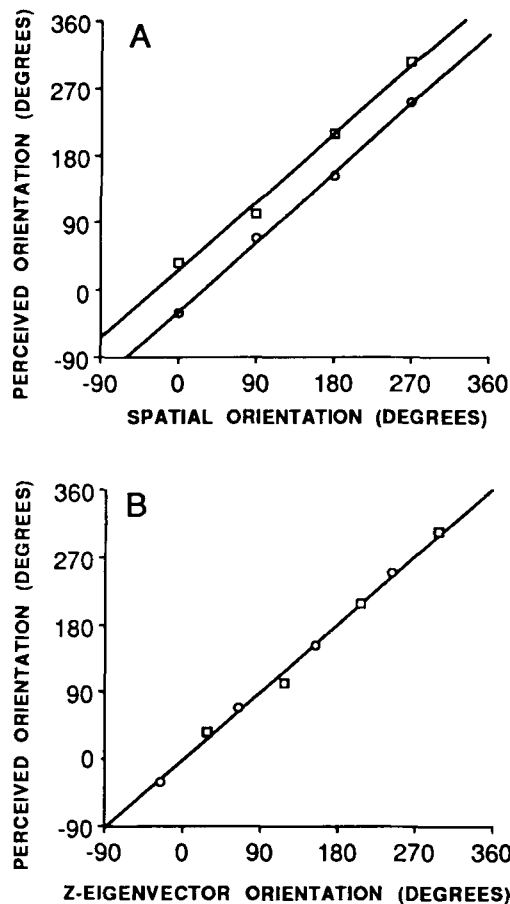 A
PERCEIVED ORIENTATION (DEGREES)
360
270
180
90
0
-90
-90 0 90 180 270 360
SPATIAL ORIENTATION (DEGREES)
B
PERCEIVED ORIENTATION (DEGREES)
360
270
180
90
0
-90
-90 0 90 180 270 360
Z-EIGENVECTOR ORIENTATION (DEGREES)